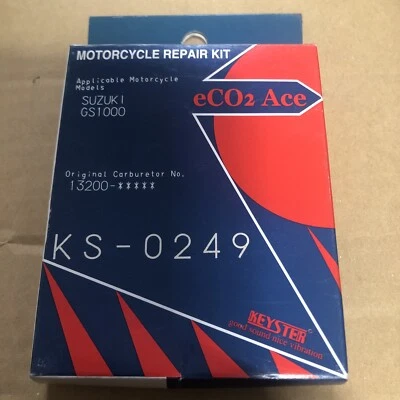 MOTORCYCLE REPAIR KIT
Applicable Motorcycle
Models
SUZUKI
GS1000
eCO2 Ace
Original Carburetor No.
13200-*****
KS-0249
KEYSTER
good sound nice vibration